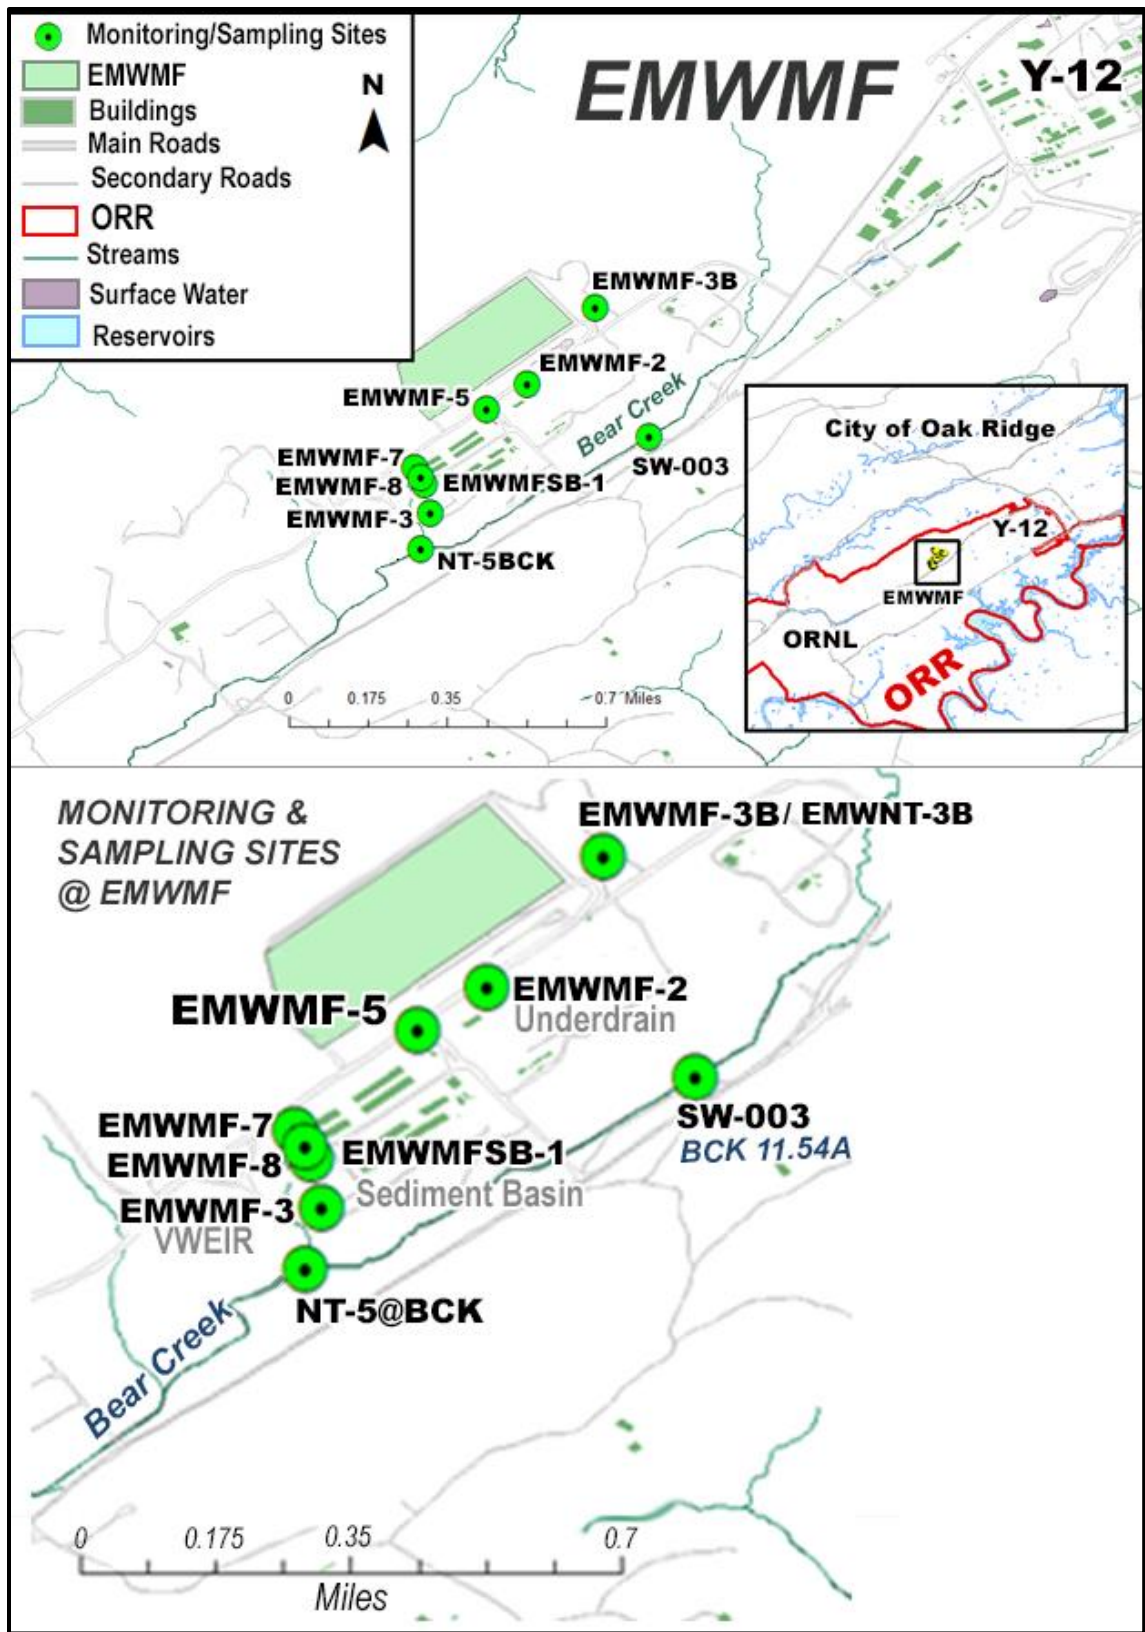 Monitoring/Sampling Sites
EMWMF
Buildings
Main Roads
Secondary Roads
ORR
Streams
Surface Water
Reservoirs
N
EMWMF
Y-12
EMWMF-3B
EMWMF-2
EMWMF-5
Bear Creek
EMWMF-7
EMWMF-8
EMWMFSB-1
SW-003
EMWMF-3
NT-5BCK
0 0.175 0.35 0.7 Miles
City of Oak Ridge
Y-12
EMWMF
ORNL
ORR
MONITORING &
SAMPLING SITES
@ EMWMF
EMWMF-3B/ EMWNT-3B
EMWMF-2
Underdrain
EMWMF-5
SW-003
BCK 11.54A
EMWMF-7
EMWMF-8
EMWMFSB-1
Sediment Basin
EMWMF-3
VWEIR
NT-5@BCK
Bear Creek
0 0.175 0.35 0.7
Miles